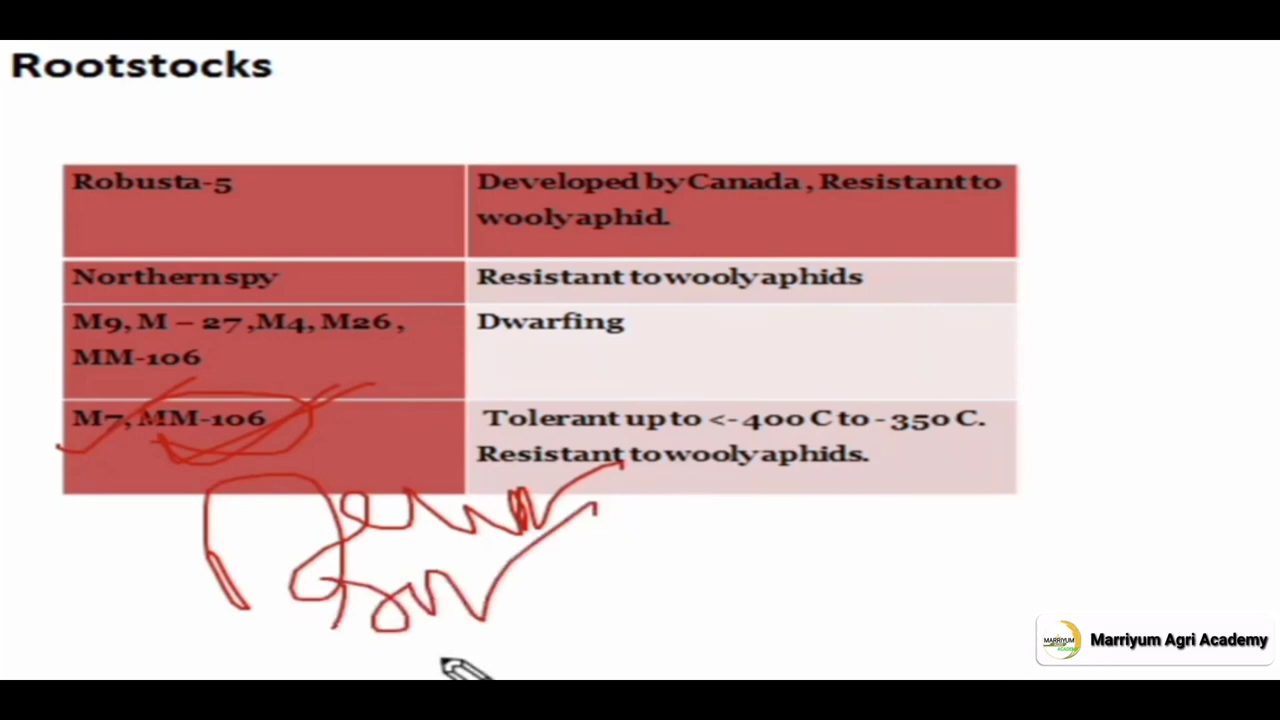 Rootstocks
Robusta-5
Developed by Canada , Resistant to
wooly aphid.
Northern spy
Resistant to wooly aphids
M9, M – 27 ,M4, M26 ,
MM-106
Dwarfing
M7, MM-106
Tolerant up to <- 400 C to - 350 C.
Resistant to wooly aphids.
MARRIYUM
ACADEMY
Marriyum Agri Academy